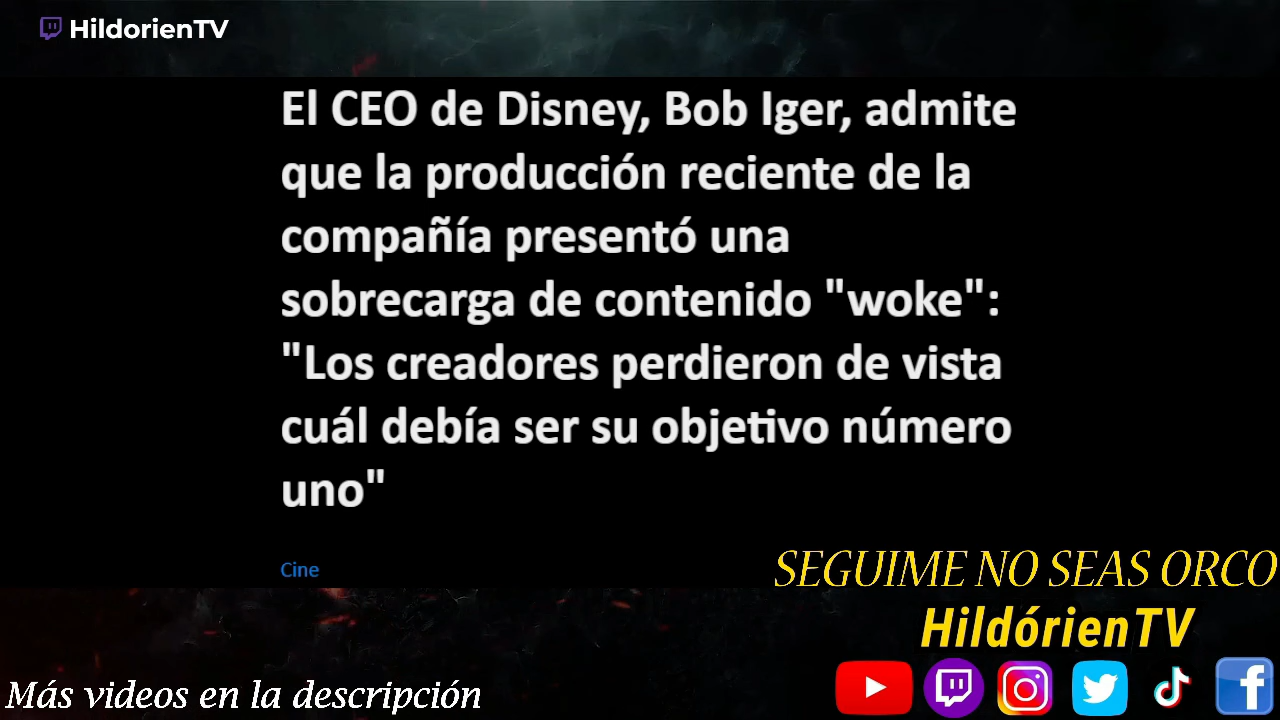 HildorienTV
El CEO de Disney, Bob Iger, admite
que la producción reciente de la
compañía presentó una
sobrecarga de contenido "woke":
"Los creadores perdieron de vista
cuál debía ser su objetivo número
uno"
Cine
SEGUIME NO SEAS ORCO
HildórienTV
Más videos en la descripción